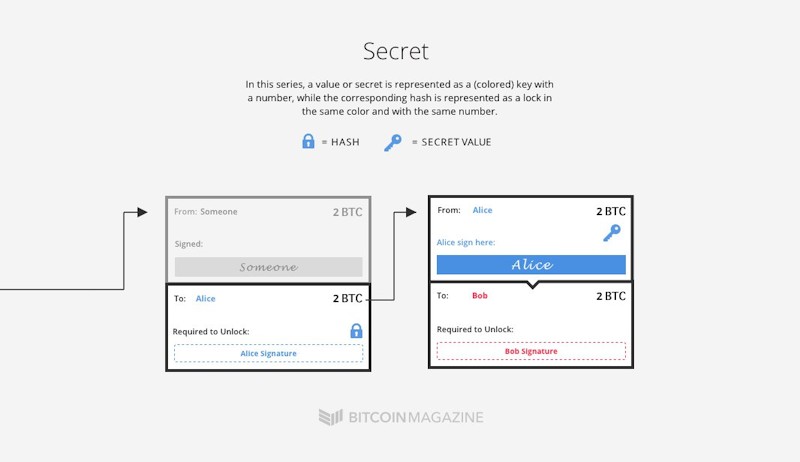 Secret
In this series, a value or secret is represented as a (colored) key with
a number, while the corresponding hash is represented as a lock in
the same color and with the same number.
= HASH = SECRET VALUE
From: Someone 2 BTC
Signed:
Someone
To: Alice 2 BTC
Required to Unlock:
Alice Signature
From: Alice 2 BTC
Alice sign here:
Alice
To: Bob 2 BTC
Required to Unlock:
Bob Signature
BITCOINMAGAZINE